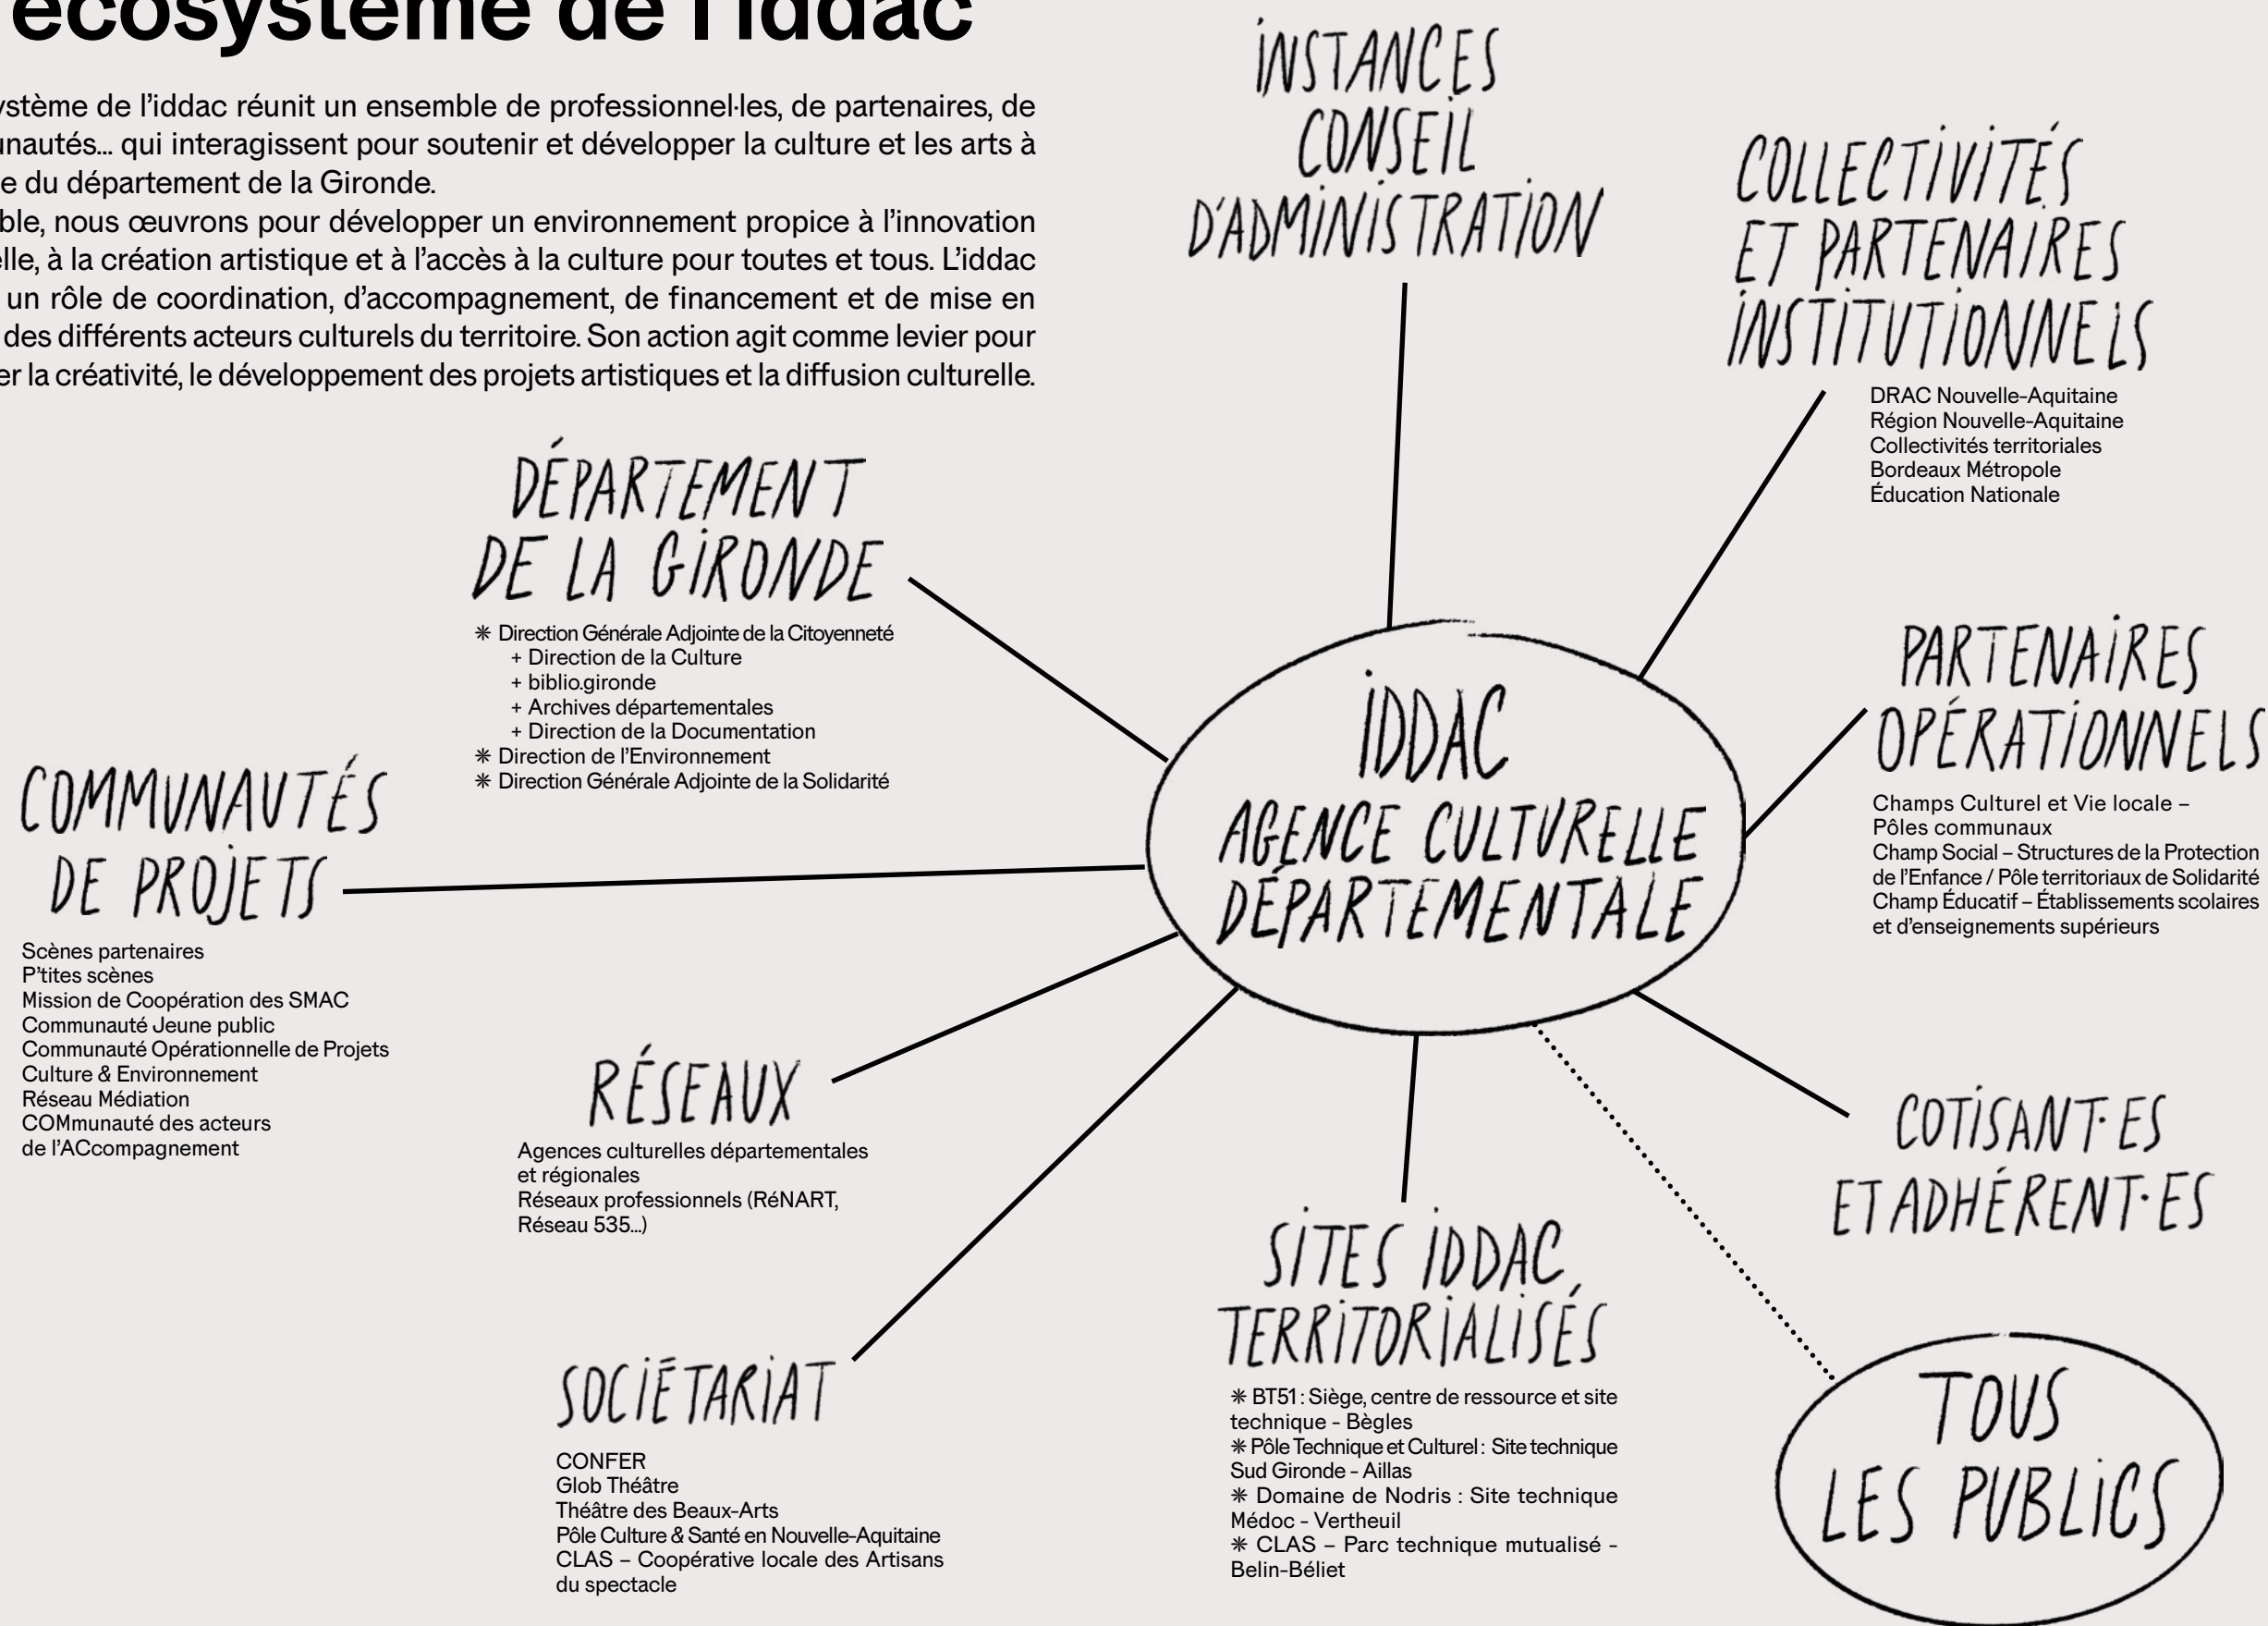 écosystème de l'iddac
ystème de l'iddac réunit un ensemble de professionnel·les, de partenaires, de
unautés… qui interagissent pour soutenir et développer la culture et les arts à
e du département de la Gironde.
ble, nous œuvrons pour développer un environnement propice à l'innovation
elle, à la création artistique et à l'accès à la culture pour toutes et tous. L'iddac
un rôle de coordination, d'accompagnement, de financement et de mise en
des différents acteurs culturels du territoire. Son action agit comme levier pour
er la créativité, le développement des projets artistiques et la diffusion culturelle.
INSTANCES
CONSEIL
D'ADMINISTRATION
COLLECTIVITÉS
ET PARTENAIRES
INSTITUTIONNELS
DRAC Nouvelle-Aquitaine
Région Nouvelle-Aquitaine
Collectivités territoriales
Bordeaux Métropole
Éducation Nationale
DÉPARTEMENT
DE LA GIRONDE
✳ Direction Générale Adjointe de la Citoyenneté
+ Direction de la Culture
+ biblio.gironde
+ Archives départementales
+ Direction de la Documentation
✳ Direction de l'Environnement
✳ Direction Générale Adjointe de la Solidarité
IDDAC
AGENCE CULTURELLE
DÉPARTEMENTALE
PARTENAIRES
OPÉRATIONNELS
Champs Culturel et Vie locale –
Pôles communaux
Champ Social – Structures de la Protection
de l'Enfance / Pôle territoriaux de Solidarité
Champ Éducatif – Établissements scolaires
et d'enseignements supérieurs
COMMUNAUTÉS
DE PROJETS
Scènes partenaires
P'tites scènes
Mission de Coopération des SMAC
Communauté Jeune public
Communauté Opérationnelle de Projets
Culture & Environnement
Réseau Médiation
COMmunauté des acteurs
de l'ACcompagnement
RÉSEAUX
Agences culturelles départementales
et régionales
Réseaux professionnels (RéNART,
Réseau 535…)
COTISANT·ES
ET ADHÉRENT·ES
SOCIÉTARIAT
CONFER
Glob Théâtre
Théâtre des Beaux-Arts
Pôle Culture & Santé en Nouvelle-Aquitaine
CLAS – Coopérative locale des Artisans
du spectacle
SITES IDDAC
TERRITORIALISÉS
✳ BT51 : Siège, centre de ressource et site
technique - Bègles
✳ Pôle Technique et Culturel : Site technique
Sud Gironde - Aillas
✳ Domaine de Nodris : Site technique
Médoc - Vertheuil
✳ CLAS – Parc technique mutualisé -
Belin-Béliet
TOUS
LES PUBLICS